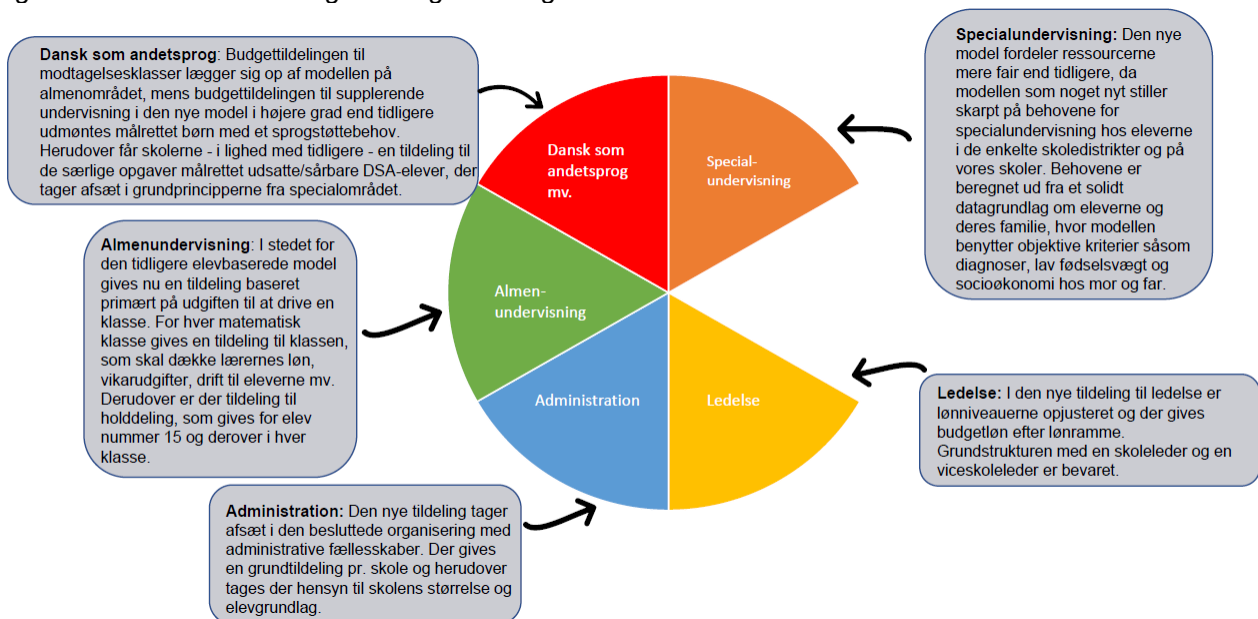 Dansk som andetsprog: Budgettildelingen til
modtagelsesklasser lægger sig op af modellen på
almenområdet, mens budgettildelingen til supplerende
undervisning i den nye model i højere grad end tidligere
udmøntes målrettet børn med et sprogstøttebehov.
Herudover får skolerne - i lighed med tidligere - en tildeling til
de særlige opgaver målrettet udsatte/sårbare DSA-elever, der
tager afsæt i grundprincipperne fra specialområdet.
Specialundervisning: Den nye
model fordeler ressourcerne
mere fair end tidligere, da
modellen som noget nyt stiller
skarpt på behovene for
specialundervisning hos eleverne
i de enkelte skoledistrikter og på
vores skoler. Behovene er
beregnet ud fra et solidt
datagrundlag om eleverne og
deres familie, hvor modellen
benytter objektive kriterier såsom
diagnoser, lav fødselsvægt og
socioøkonomi hos mor og far.
Dansk som
andetsprog
mv.
Special-
undervisning
Almenundervisning: I stedet for
den tidligere elevbaserede model
gives nu en tildeling baseret
primært på udgiften til at drive en
klasse. For hver matematisk
klasse gives en tildeling til klassen,
som skal dække lærernes løn,
vikarudgifter, drift til eleverne mv.
Derudover er der tildeling til
holddeling, som gives for elev
nummer 15 og derover i hver
klasse.
Almen-
undervisning
Administration
Ledelse
Ledelse: I den nye tildeling til ledelse er
lønniveauerne opjusteret og der gives
budgetløn efter lønramme.
Grundstrukturen med en skoleleder og en
viceskoleleder er bevaret.
Administration: Den nye tildeling tager
afsæt i den besluttede organisering med
administrative fællesskaber. Der gives
en grundtildeling pr. skole og herudover
tages der hensyn til skolens størrelse og
elevgrundlag.